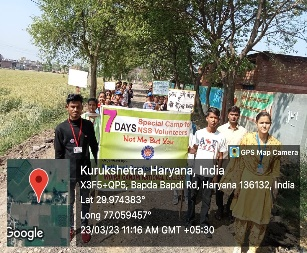 7 DAYS Special Camp to
NSS Volunteers
Not Me But You
GPS Map Camera
Kurukshetra, Haryana, India
X3F5+QP5, Bapda Bapdi Rd, Haryana 136132, India
Lat 29.974383°
Long 77.059457°
23/03/23 11:16 AM GMT +05:30
Google